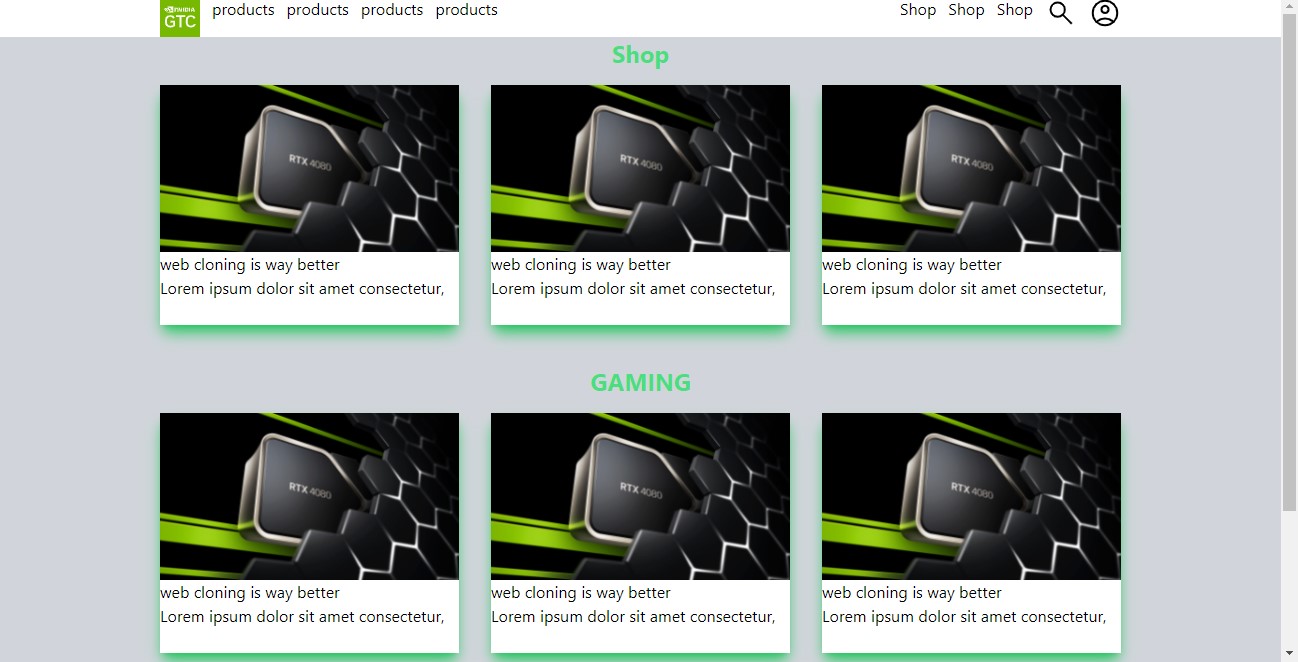 NVIDIA
GTC
products products products products Shop Shop Shop
Shop
RTX 4080 RTX 4080 RTX 4080
web cloning is way better web cloning is way better web cloning is way better
Lorem ipsum dolor sit amet consectetur, Lorem ipsum dolor sit amet consectetur, Lorem ipsum dolor sit amet consectetur,
GAMING
RTX 4080 RTX 4080 RTX 4080
web cloning is way better web cloning is way better web cloning is way better
Lorem ipsum dolor sit amet consectetur, Lorem ipsum dolor sit amet consectetur, Lorem ipsum dolor sit amet consectetur,